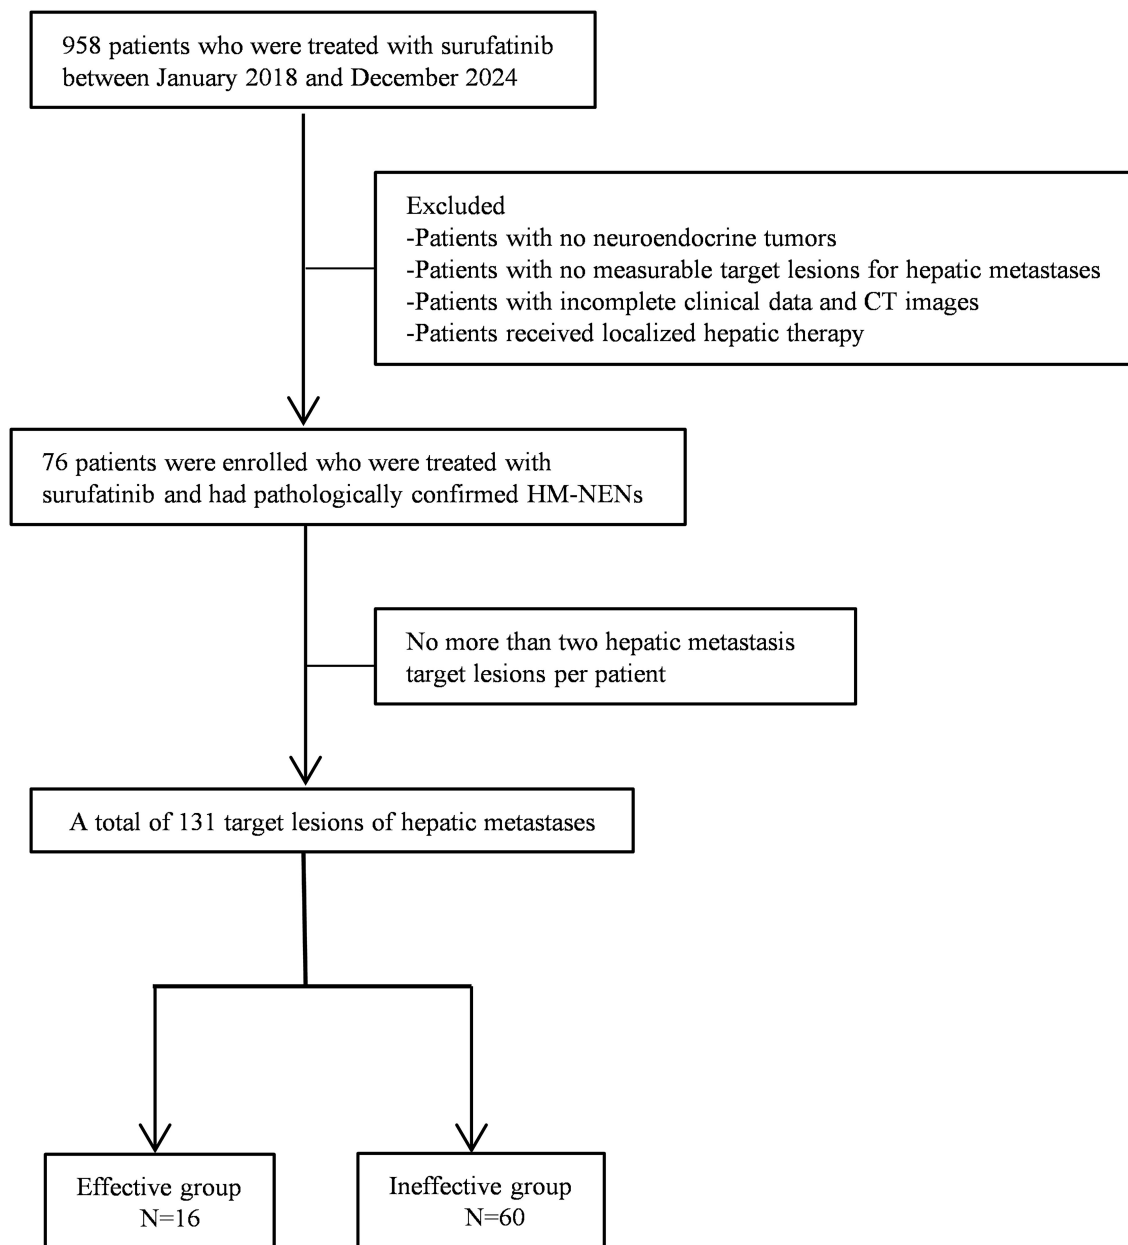 958 patients who were treated with surufatinib
between January 2018 and December 2024
Excluded
-Patients with no neuroendocrine tumors
-Patients with no measurable target lesions for hepatic metastases
-Patients with incomplete clinical data and CT images
-Patients received localized hepatic therapy
76 patients were enrolled who were treated with
surufatinib and had pathologically confirmed HM-NENs
No more than two hepatic metastasis
target lesions per patient
A total of 131 target lesions of hepatic metastases
Effective group
N=16
Ineffective group
N=60